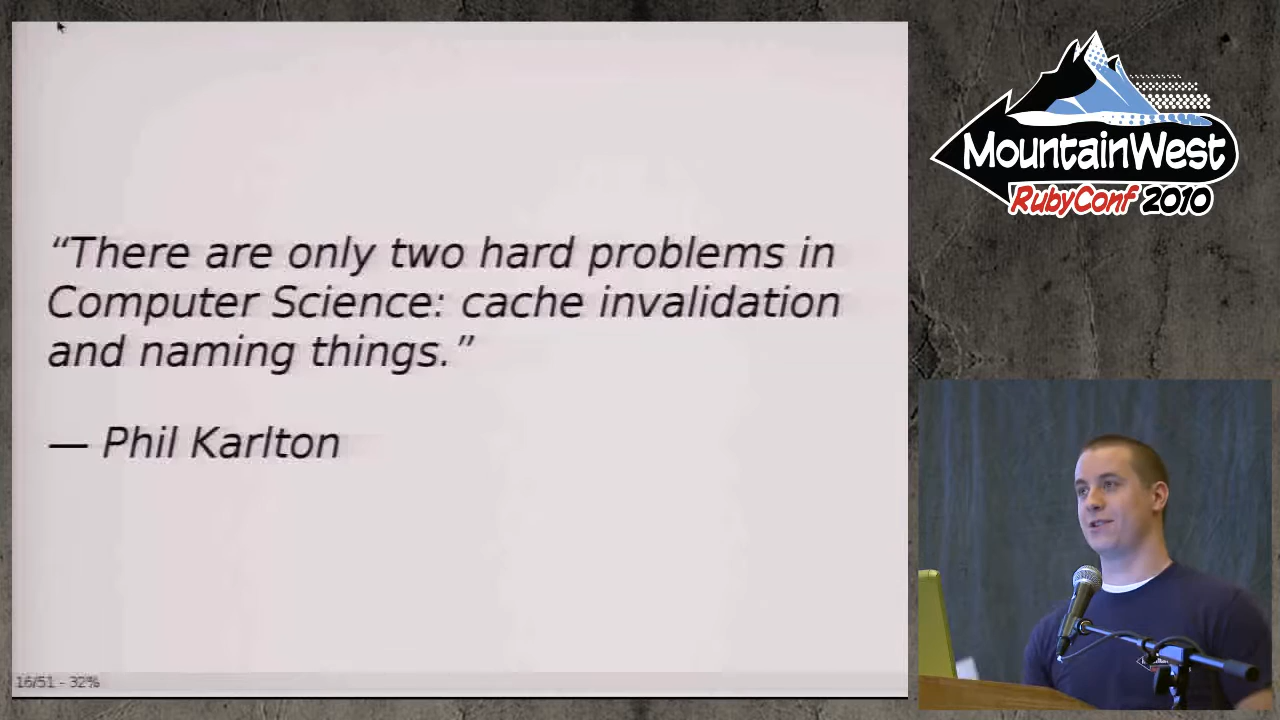 “There are only two hard problems in
Computer Science: cache invalidation
and naming things.”
— Phil Karlton
16/51 - 32%
MountainWest
RubyConf 2010